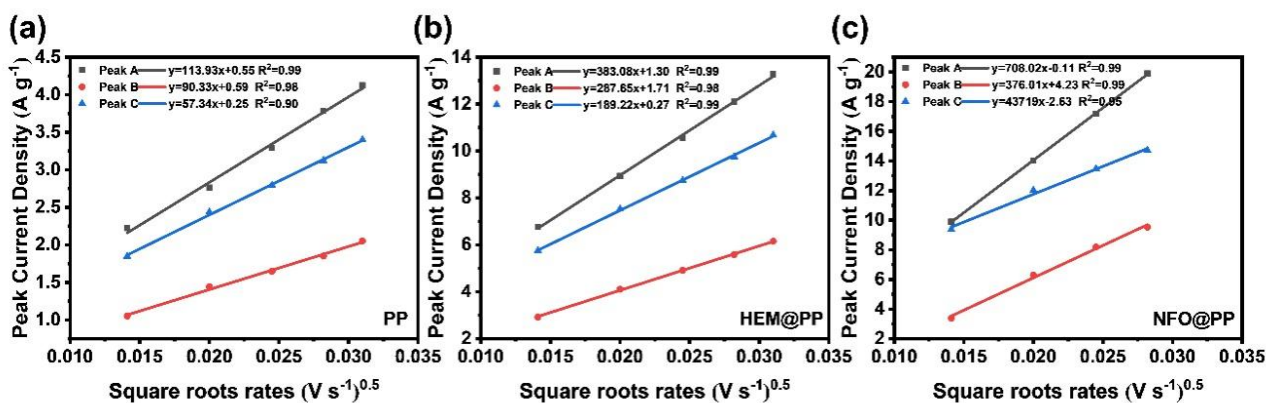 (a)
Peak Current Density (A g⁻¹)
4.5
4.0
3.5
3.0
2.5
2.0
1.5
1.0
Peak A y=113.93x+0.55 R²=0.99
Peak B y=90.33x+0.59 R²=0.98
Peak C y=57.34x+0.25 R²=0.90
PP
0.010 0.015 0.020 0.025 0.030 0.035
Square roots rates (V s⁻¹)⁰·⁵
(b)
Peak Current Density (A g⁻¹)
14
12
10
8
6
4
2
Peak A y=383.08x+1.30 R²=0.99
Peak B y=287.65x+1.71 R²=0.98
Peak C y=189.22x+0.27 R²=0.99
HEM@PP
0.010 0.015 0.020 0.025 0.030 0.035
Square roots rates (V s⁻¹)⁰·⁵
(c)
Peak Current Density (A g⁻¹)
20
18
16
14
12
10
8
6
4
2
Peak A y=708.02x-0.11 R²=0.99
Peak B y=376.01x+4.23 R²=0.99
Peak C y=43719x-2.63 R²=0.95
NFO@PP
0.010 0.015 0.020 0.025 0.030 0.035
Square roots rates (V s⁻¹)⁰·⁵